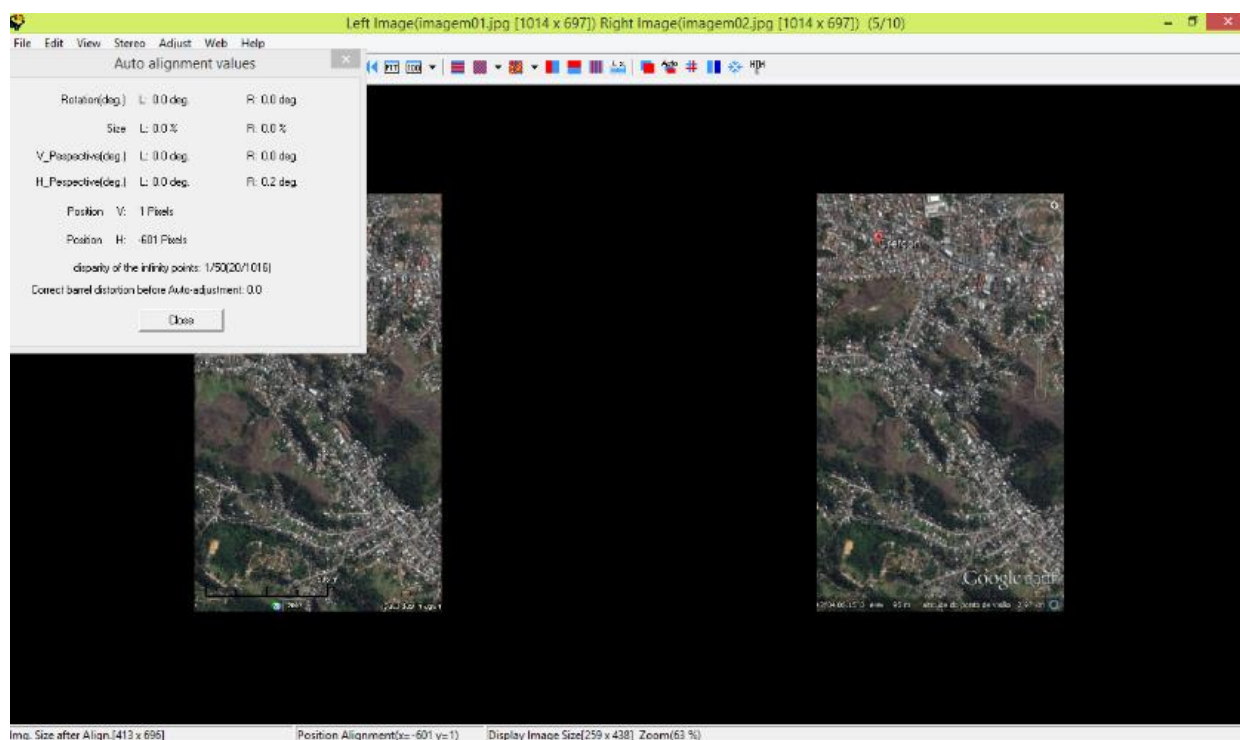 Left Image(imagem01.jpg [1014 x 697]) Right Image(imagem02.jpg [1014 x 697]) (5/10)
File Edit View Stereo Adjust Web Help
Auto alignment values
Rotation(deg.) L: 0.0 deg. R: 0.0 deg.
Size L: 0.0 % R: 0.0 %
V_Perspective(deg.) L: 0.0 deg. R: 0.0 deg.
H_Perspective(deg.) L: 0.0 deg. R: 0.2 deg.
Position V: 1 Pixels
Position H: -601 Pixels
disparity of the infinity points: 1/50(20/1016)
Correct barrel distortion before Auto-adjustment: 0.0
Close
FIT
Auto
Google earth
Img. Size after Align.[413 x 696] Position Alignment(x=-601 y=1) Display Image Size[259 x 438] Zoom(63 %)